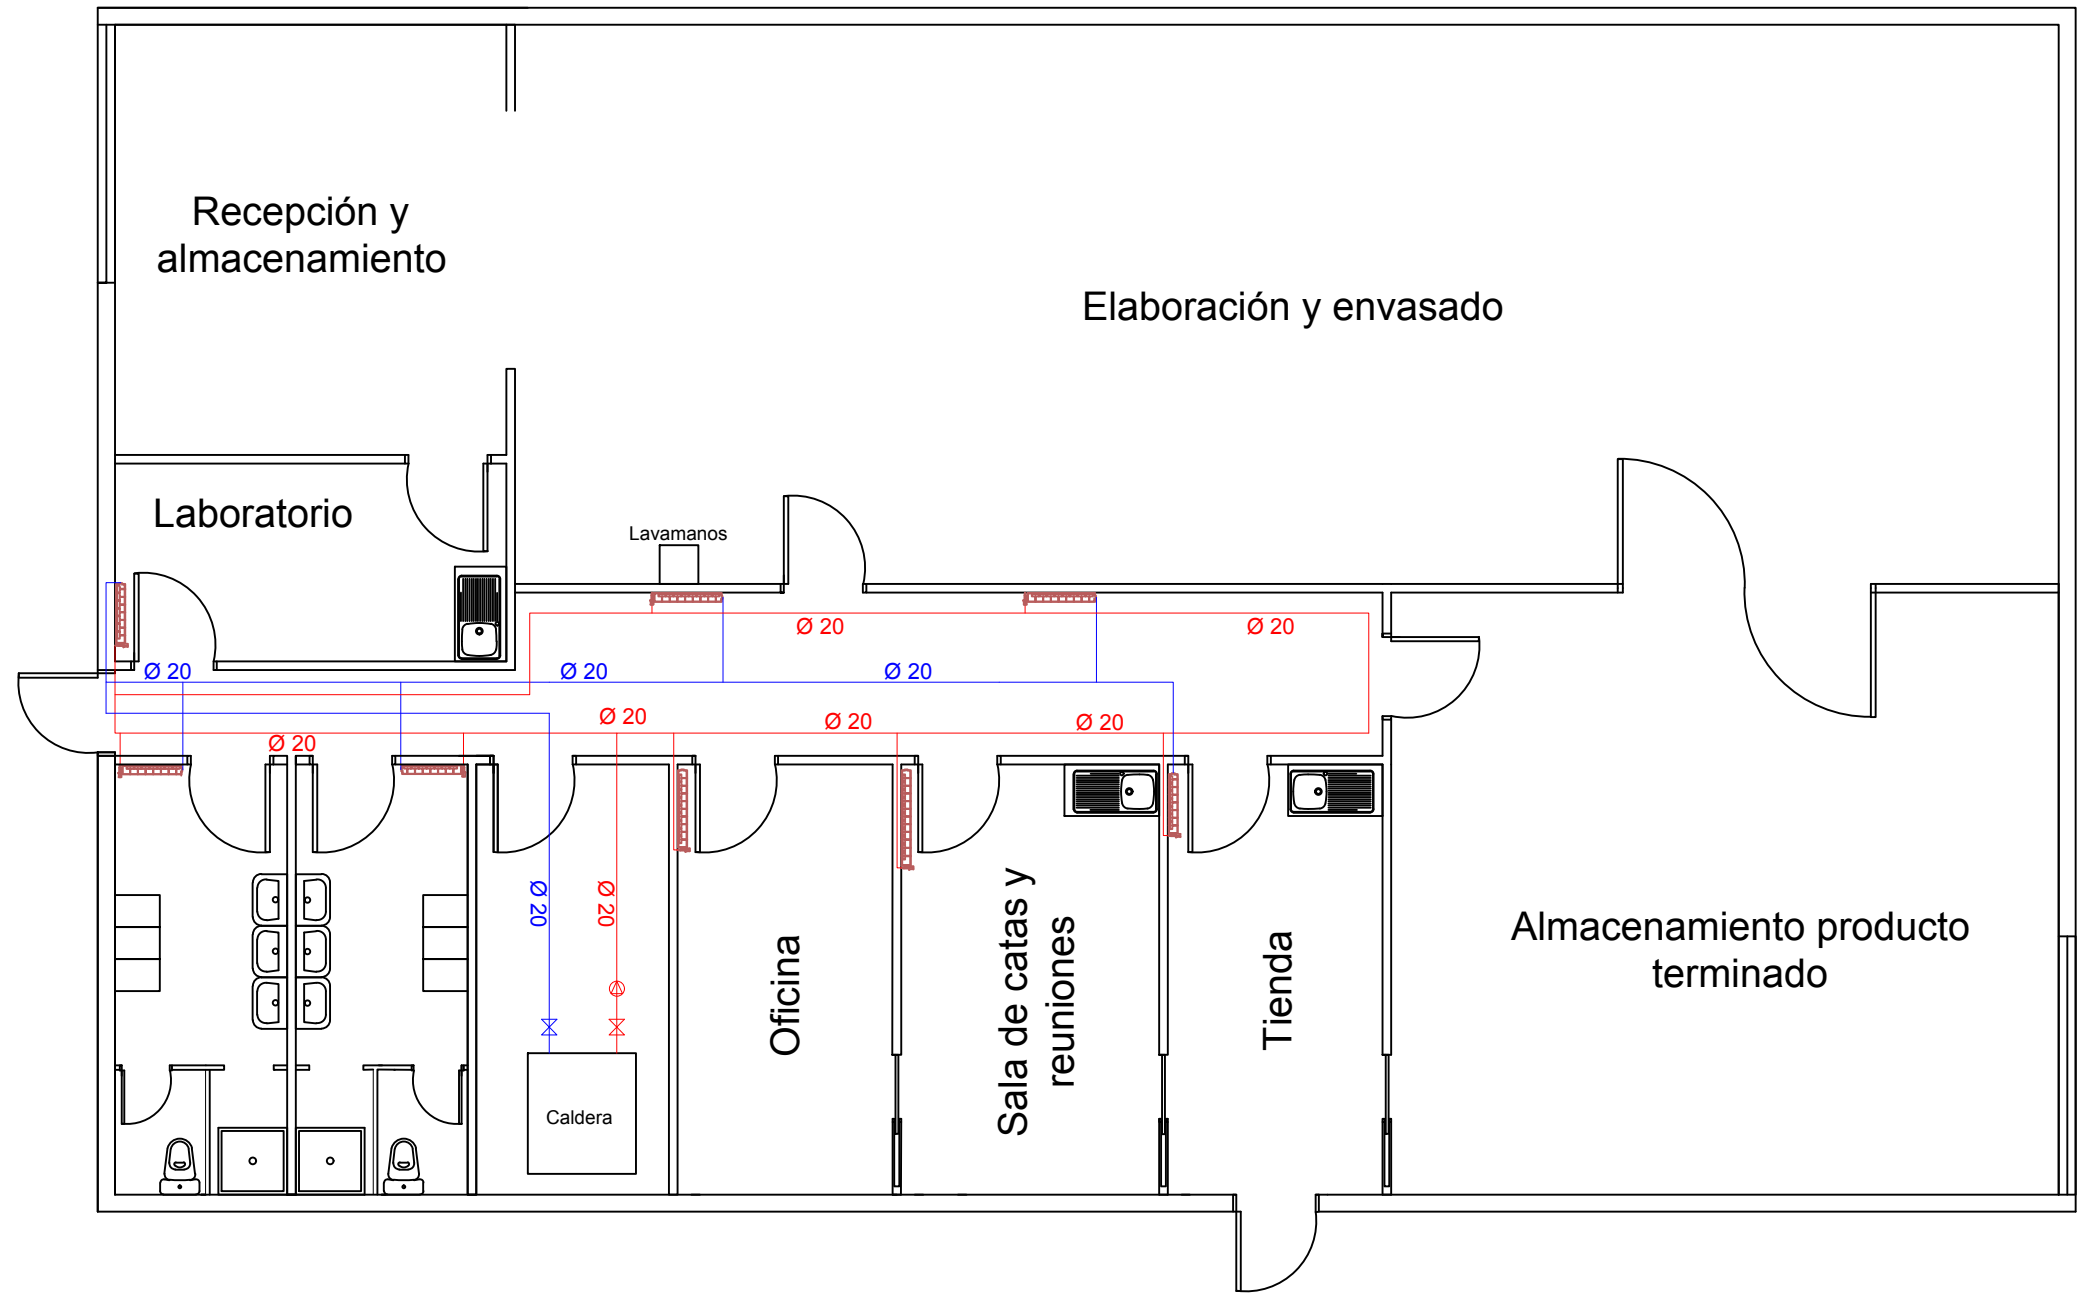 Recepción y
almacenamiento
Elaboración y envasado
Laboratorio
Lavamanos
Ø 20
Ø 20
Ø 20
Ø 20
Ø 20
Ø 20
Ø 20
Ø 20
Ø 20
Ø 20
Ø 20
Oficina
Sala de catas y
reuniones
Tienda
Almacenamiento producto
terminado
Caldera